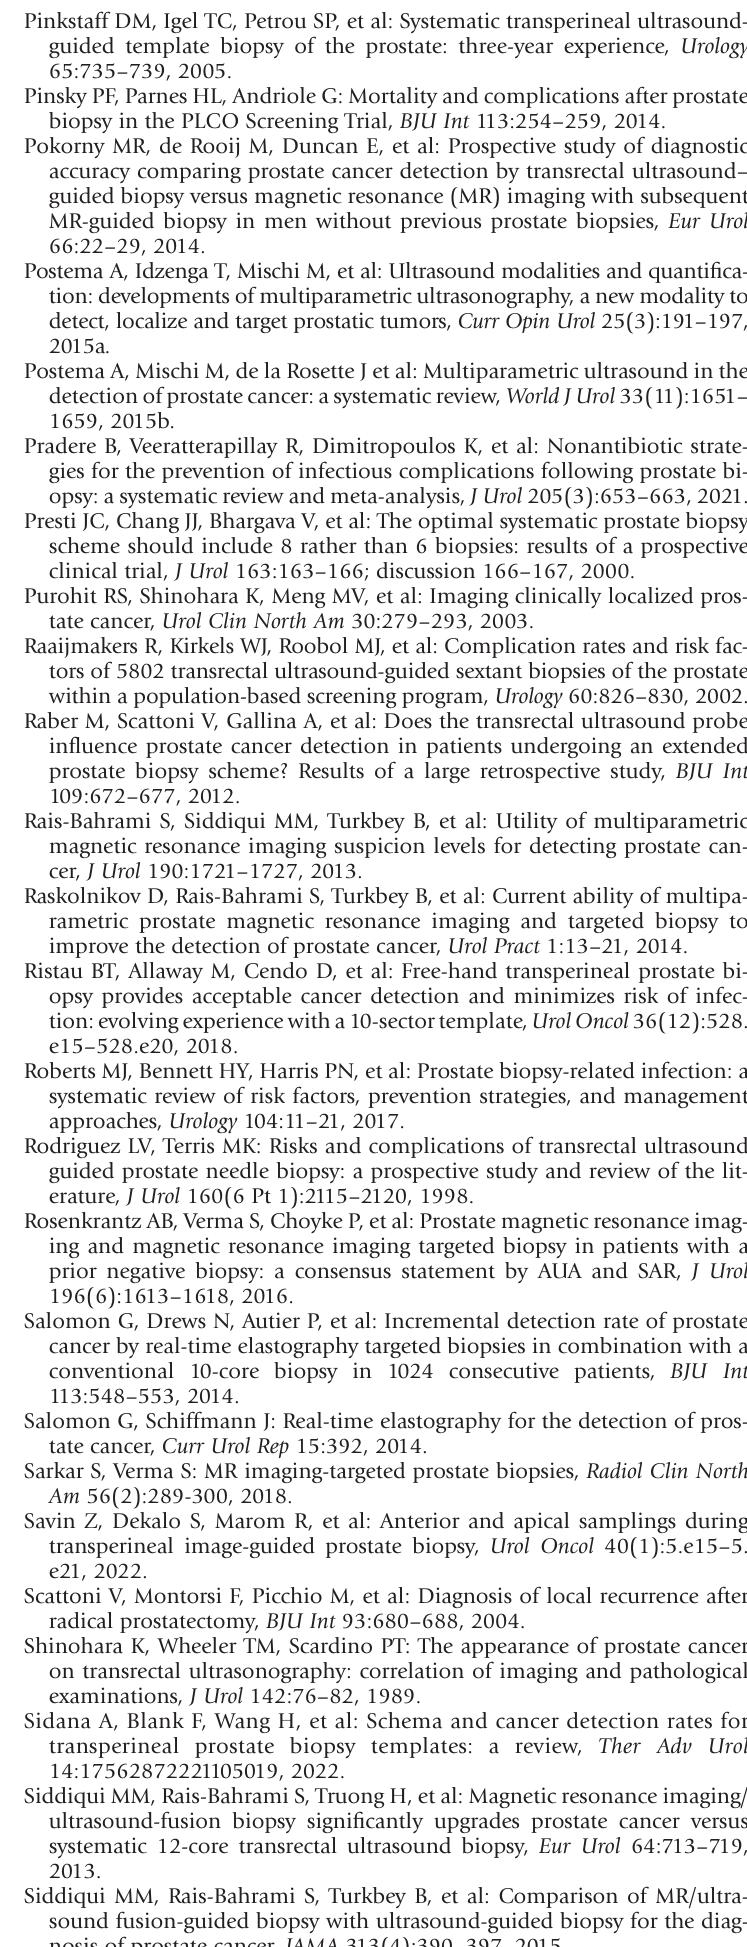 Pinkstaff DM, Igel TC, Petrou SP, et al: Systematic transperineal ultrasound-
guided template biopsy of the prostate: three-year experience, Urology
65:735–739, 2005.
Pinsky PF, Parnes HL, Andriole G: Mortality and complications after prostate
biopsy in the PLCO Screening Trial, BJU Int 113:254–259, 2014.
Pokorny MR, de Rooij M, Duncan E, et al: Prospective study of diagnostic
accuracy comparing prostate cancer detection by transrectal ultrasound–
guided biopsy versus magnetic resonance (MR) imaging with subsequent
MR-guided biopsy in men without previous prostate biopsies, Eur Urol
66:22–29, 2014.
Postema A, Idzenga T, Mischi M, et al: Ultrasound modalities and quantifica-
tion: developments of multiparametric ultrasonography, a new modality to
detect, localize and target prostatic tumors, Curr Opin Urol 25(3):191–197,
2015a.
Postema A, Mischi M, de la Rosette J et al: Multiparametric ultrasound in the
detection of prostate cancer: a systematic review, World J Urol 33(11):1651–
1659, 2015b.
Pradere B, Veeratterapillay R, Dimitropoulos K, et al: Nonantibiotic strate-
gies for the prevention of infectious complications following prostate bi-
opsy: a systematic review and meta-analysis, J Urol 205(3):653–663, 2021.
Presti JC, Chang JJ, Bhargava V, et al: The optimal systematic prostate biopsy
scheme should include 8 rather than 6 biopsies: results of a prospective
clinical trial, J Urol 163:163–166; discussion 166–167, 2000.
Purohit RS, Shinohara K, Meng MV, et al: Imaging clinically localized pros-
tate cancer, Urol Clin North Am 30:279–293, 2003.
Raaijmakers R, Kirkels WJ, Roobol MJ, et al: Complication rates and risk fac-
tors of 5802 transrectal ultrasound-guided sextant biopsies of the prostate
within a population-based screening program, Urology 60:826–830, 2002.
Raber M, Scattoni V, Gallina A, et al: Does the transrectal ultrasound probe
influence prostate cancer detection in patients undergoing an extended
prostate biopsy scheme? Results of a large retrospective study, BJU Int
109:672–677, 2012.
Rais-Bahrami S, Siddiqui MM, Turkbey B, et al: Utility of multiparametric
magnetic resonance imaging suspicion levels for detecting prostate can-
cer, J Urol 190:1721–1727, 2013.
Raskolnikov D, Rais-Bahrami S, Turkbey B, et al: Current ability of multipa-
rametric prostate magnetic resonance imaging and targeted biopsy to
improve the detection of prostate cancer, Urol Pract 1:13–21, 2014.
Ristau BT, Allaway M, Cendo D, et al: Free-hand transperineal prostate bi-
opsy provides acceptable cancer detection and minimizes risk of infec-
tion: evolving experience with a 10-sector template, Urol Oncol 36(12):528.
e15–528.e20, 2018.
Roberts MJ, Bennett HY, Harris PN, et al: Prostate biopsy-related infection: a
systematic review of risk factors, prevention strategies, and management
approaches, Urology 104:11–21, 2017.
Rodriguez LV, Terris MK: Risks and complications of transrectal ultrasound
guided prostate needle biopsy: a prospective study and review of the lit-
erature, J Urol 160(6 Pt 1):2115–2120, 1998.
Rosenkrantz AB, Verma S, Choyke P, et al: Prostate magnetic resonance imag-
ing and magnetic resonance imaging targeted biopsy in patients with a
prior negative biopsy: a consensus statement by AUA and SAR, J Urol
196(6):1613–1618, 2016.
Salomon G, Drews N, Autier P, et al: Incremental detection rate of prostate
cancer by real-time elastography targeted biopsies in combination with a
conventional 10-core biopsy in 1024 consecutive patients, BJU Int
113:548–553, 2014.
Salomon G, Schiffmann J: Real-time elastography for the detection of pros-
tate cancer, Curr Urol Rep 15:392, 2014.
Sarkar S, Verma S: MR imaging-targeted prostate biopsies, Radiol Clin North
Am 56(2):289-300, 2018.
Savin Z, Dekalo S, Marom R, et al: Anterior and apical samplings during
transperineal image-guided prostate biopsy, Urol Oncol 40(1):5.e15–5.
e21, 2022.
Scattoni V, Montorsi F, Picchio M, et al: Diagnosis of local recurrence after
radical prostatectomy, BJU Int 93:680–688, 2004.
Shinohara K, Wheeler TM, Scardino PT: The appearance of prostate cancer
on transrectal ultrasonography: correlation of imaging and pathological
examinations, J Urol 142:76–82, 1989.
Sidana A, Blank F, Wang H, et al: Schema and cancer detection rates for
transperineal prostate biopsy templates: a review, Ther Adv Urol
14:17562872221105019, 2022.
Siddiqui MM, Rais-Bahrami S, Truong H, et al: Magnetic resonance imaging/
ultrasound-fusion biopsy significantly upgrades prostate cancer versus
systematic 12-core transrectal ultrasound biopsy, Eur Urol 64:713–719,
2013.
Siddiqui MM, Rais-Bahrami S, Turkbey B, et al: Comparison of MR/ultra-
sound fusion-guided biopsy with ultrasound-guided biopsy for the diag-
nosis of prostate cancer, JAMA 313(4):390–397, 2015.